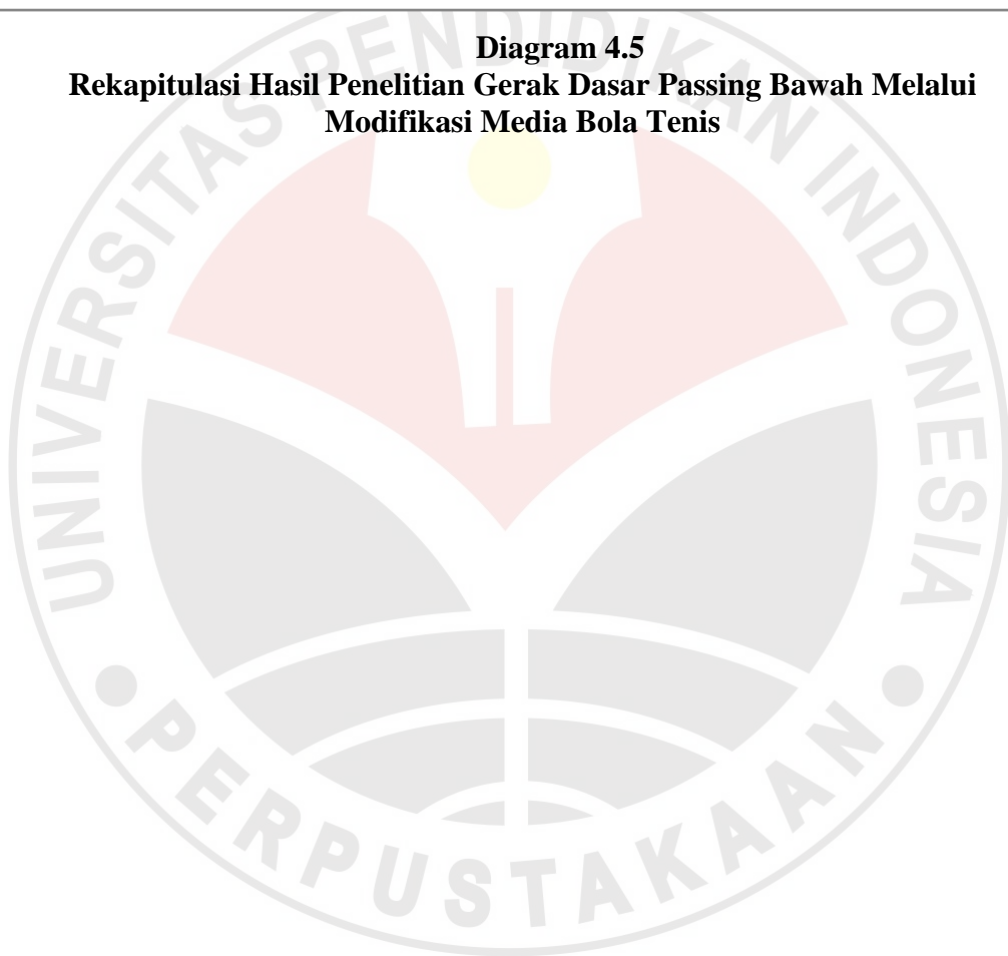 Diagram 4.5
Rekapitulasi Hasil Penelitian Gerak Dasar Passing Bawah Melalui
Modifikasi Media Bola Tenis
UNIVERSITAS PENDIDIKAN INDONESIA
PERPUSTAKAAN